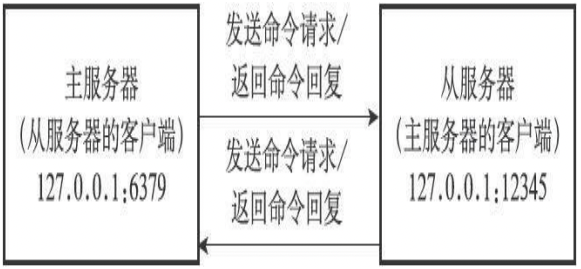 主服务器
(从服务器的客户端)
127.0.0.1:6379
发送命令请求/
返回命令回复
发送命令请求/
返回命令回复
从服务器
(主服务器的客户端)
127.0.0.1:12345